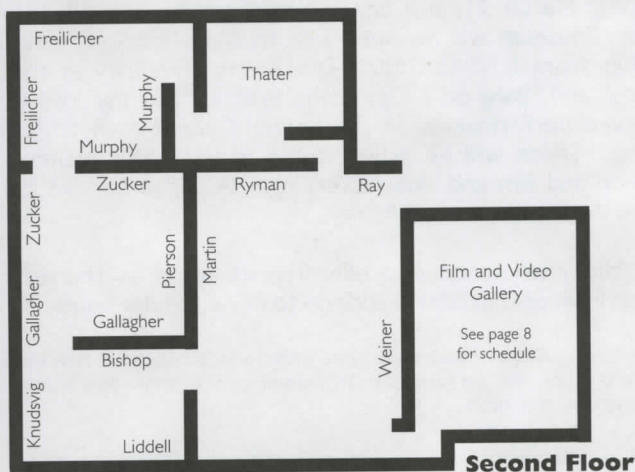 Freilicher
Freilicher
Murphy
Thater
Murphy
Zucker
Zucker
Ryman
Ray
Pierson
Martin
Gallagher
Gallagher
Bishop
Knudsvig
Liddell
Weiner
Film and Video
Gallery
See page 8
for schedule
Second Floor